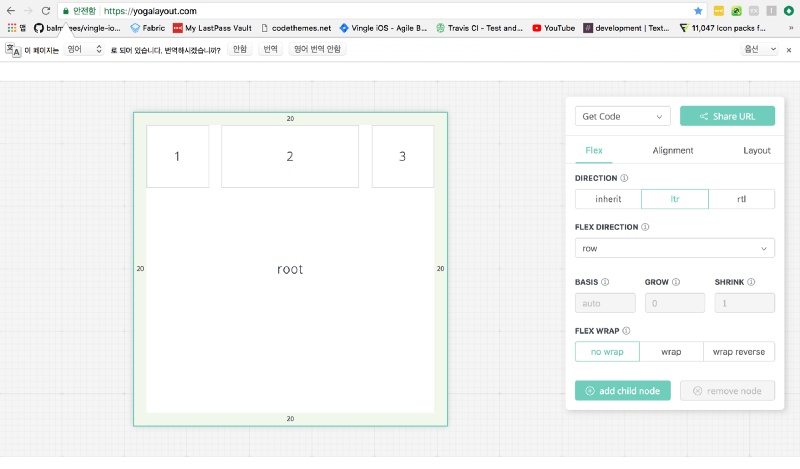 안전함 https://yogalayout.com
앱 balmbees/vingle-io... Fabric My LastPass Vault codethemes.net Vingle iOS - Agile B... Travis CI - Test and... YouTube development | Text... 11,047 Icon packs f... »
이 페이지는 영어 로 되어 있습니다. 번역하시겠습니까? 안함 번역 영어 번역 안함 옵션
20
1 2 3
20 root 20
20
Get Code Share URL
Flex Alignment Layout
DIRECTION
inherit ltr rtl
FLEX DIRECTION
row
BASIS GROW SHRINK
auto 0 1
FLEX WRAP
no wrap wrap wrap reverse
add child node remove node